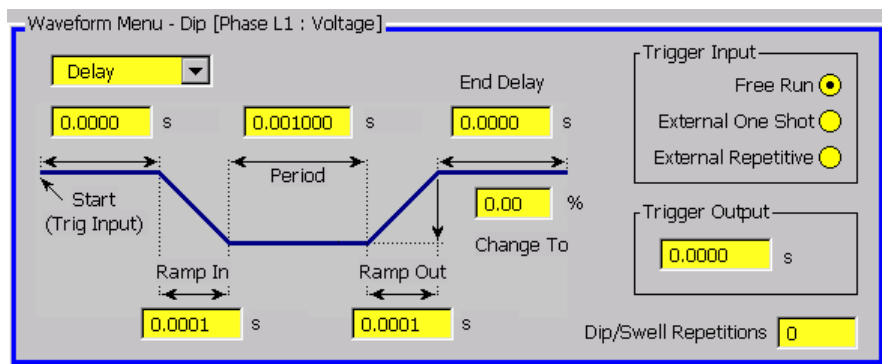 Waveform Menu - Dip [Phase L1 : Voltage]
Delay
End Delay
0.0000 s
0.001000 s
0.0000 s
Start
(Trig Input)
Period
0.00 %
Change To
Ramp In
Ramp Out
0.0001 s
0.0001 s
Trigger Input
Free Run
External One Shot
External Repetitive
Trigger Output
0.0000 s
Dip/Swell Repetitions 0